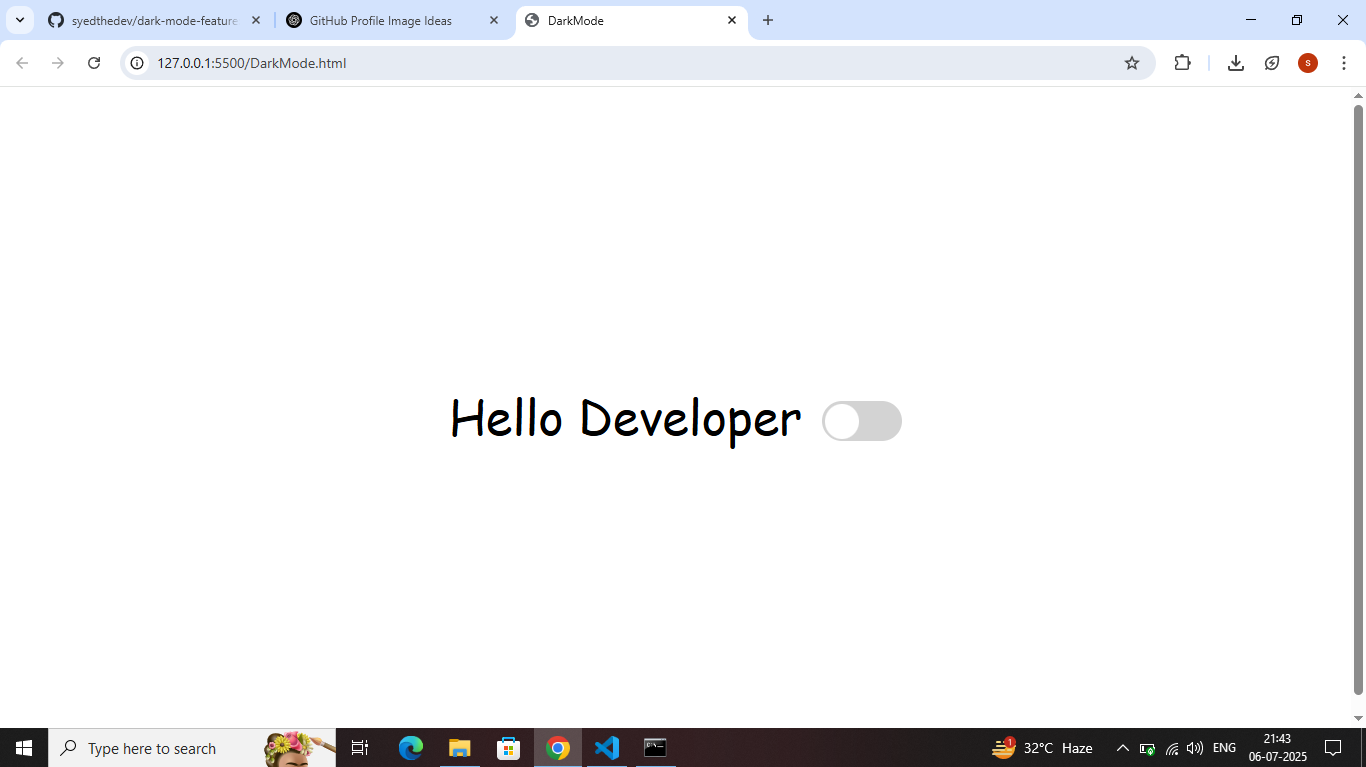 syedthedev/dark-mode-feature
GitHub Profile Image Ideas
DarkMode
127.0.0.1:5500/DarkMode.html
s
Hello Developer
Type here to search
1
32°C Haze
ENG
21:43
06-07-2025